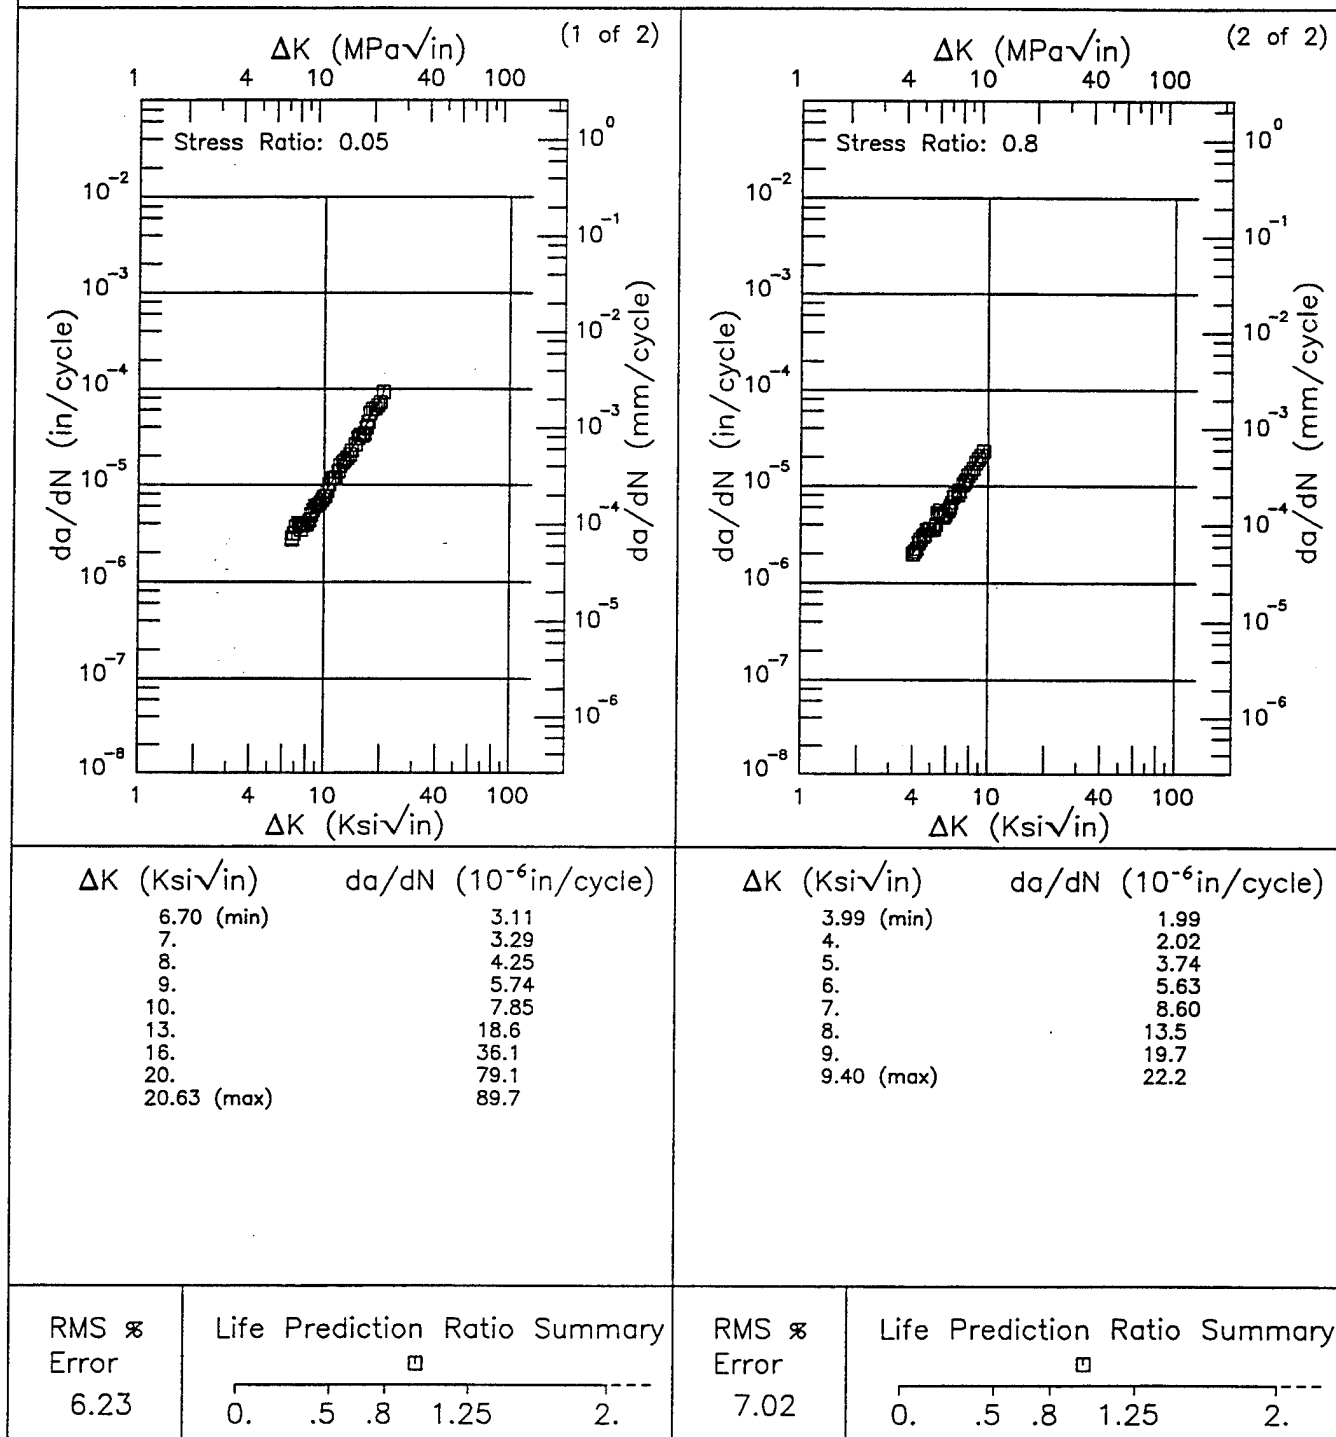 (1 of 2)
ΔK (MPa√in)
1 4 10 40 100
Stress Ratio: 0.05
10⁰
10⁻²
10⁻¹
10⁻³
10⁻²
10⁻⁴
10⁻³
10⁻⁵
10⁻⁴
10⁻⁶
10⁻⁵
10⁻⁷
10⁻⁶
10⁻⁸
da/dN (in/cycle)
da/dN (mm/cycle)
1 4 10 40 100
ΔK (Ksi√in)
ΔK (Ksi√in) da/dN (10⁻⁶in/cycle)
6.70 (min) 3.11
7. 3.29
8. 4.25
9. 5.74
10. 7.85
13. 18.6
16. 36.1
20. 79.1
20.63 (max) 89.7
RMS %
Error
6.23
Life Prediction Ratio Summary
0. .5 .8 1.25 2.
(2 of 2)
ΔK (MPa√in)
1 4 10 40 100
Stress Ratio: 0.8
10⁰
10⁻²
10⁻¹
10⁻³
10⁻²
10⁻⁴
10⁻³
10⁻⁵
10⁻⁴
10⁻⁶
10⁻⁵
10⁻⁷
10⁻⁶
10⁻⁸
da/dN (in/cycle)
da/dN (mm/cycle)
1 4 10 40 100
ΔK (Ksi√in)
ΔK (Ksi√in) da/dN (10⁻⁶in/cycle)
3.99 (min) 1.99
4. 2.02
5. 3.74
6. 5.63
7. 8.60
8. 13.5
9. 19.7
9.40 (max) 22.2
RMS %
Error
7.02
Life Prediction Ratio Summary
0. .5 .8 1.25 2.